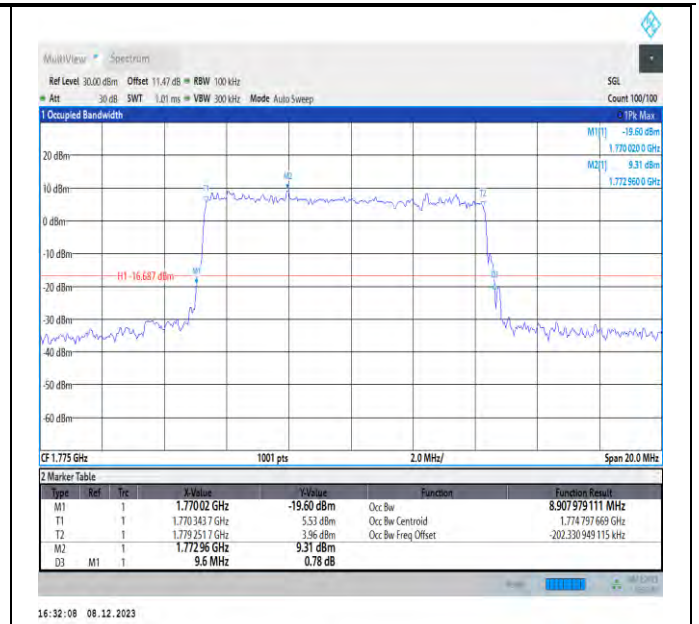 MultiView Spectrum
Ref Level 30.00 dBm Offset 11.47 dB RBW 100 kHz SGL
Att 30 dB SWT 1.01 ms VBW 300 kHz Mode Auto Sweep Count 100/100
1 Occupied Bandwidth 1Pk Max
M1[1] -19.60 dBm
1.770 020 0 GHz
20 dBm
M2[1] 9.31 dBm
1.772 960 0 GHz
M2
10 dBm
T1
T2
0 dBm
-10 dBm
M1
D3
H1 -16.687 dBm
-20 dBm
-30 dBm
-40 dBm
-50 dBm
-60 dBm
CF 1.775 GHz 1001 pts 2.0 MHz/ Span 20.0 MHz
2 Marker Table
Type Ref Trc X-Value Y-Value Function Function Result
M1 1 1.77002 GHz -19.60 dBm Occ Bw 8.907 979 111 MHz
T1 1 1.770 343 7 GHz 5.53 dBm Occ Bw Centroid 1.774 797 669 GHz
T2 1 1.779 251 7 GHz 3.96 dBm Occ Bw Freq Offset -202.330 949 115 kHz
M2 1 1.77296 GHz 9.31 dBm
D3 M1 1 9.6 MHz 0.78 dB
16:32:08 08.12.2023